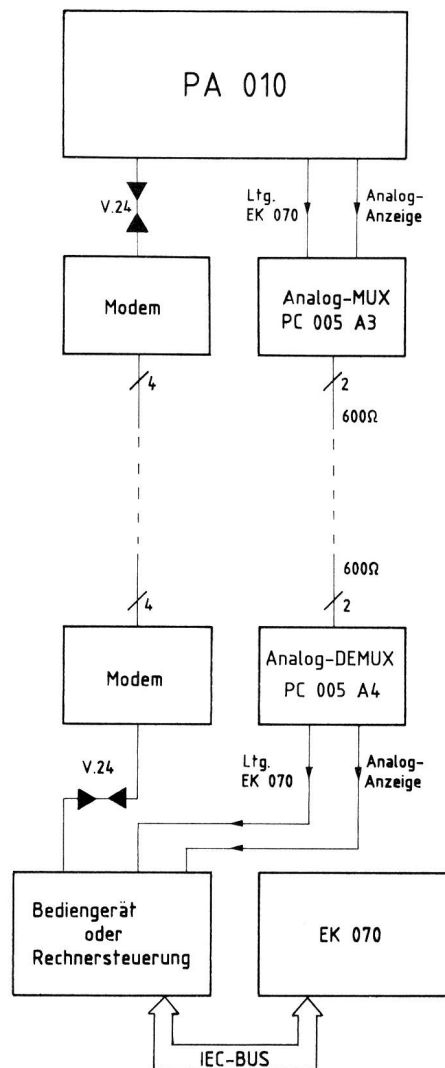 PA 010
V.24
Ltg.
EK 070
Analog-
Anzeige
Modem
Analog-MUX
PC 005 A3
4
2
600Ω
600Ω
4
2
Modem
Analog-DEMUX
PC 005 A4
V.24
Ltg.
EK 070
Analog-
Anzeige
Bediengerät
oder
Rechnersteuerung
EK 070
IEC-BUS